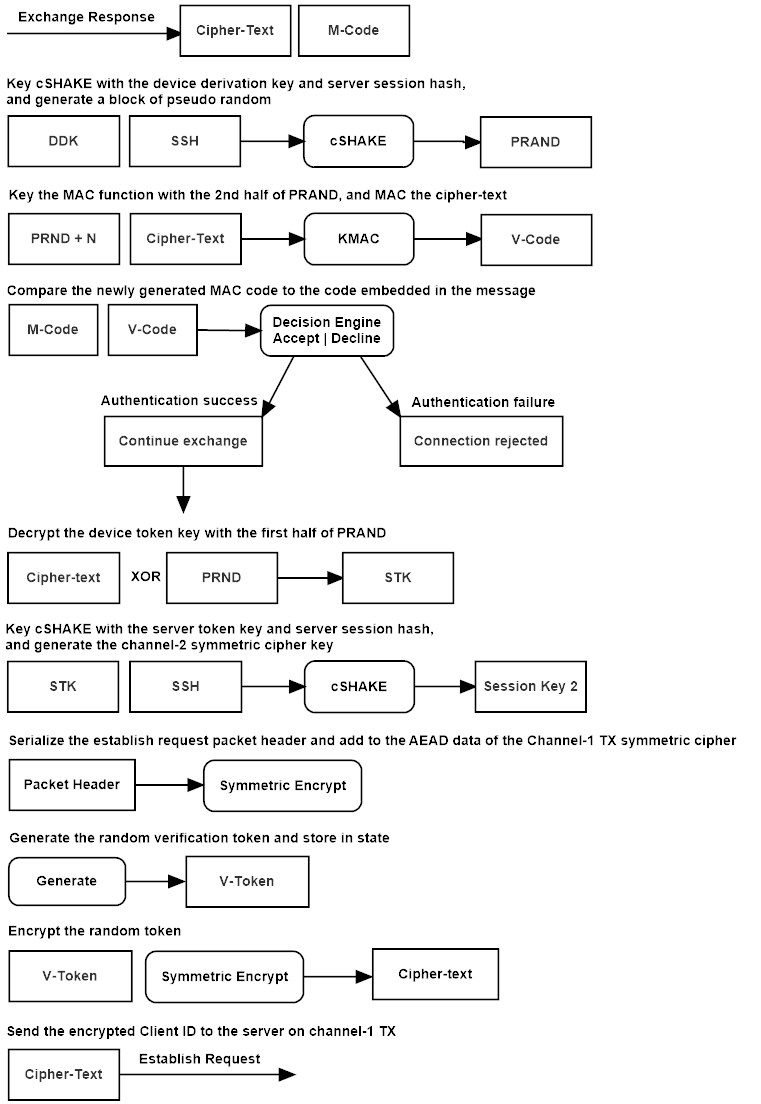 Exchange Response
Cipher-Text
M-Code
Key cSHAKE with the device derivation key and server session hash,
and generate a block of pseudo random
DDK
SSH
cSHAKE
PRAND
Key the MAC function with the 2nd half of PRAND, and MAC the cipher-text
PRND + N
Cipher-Text
KMAC
V-Code
Compare the newly generated MAC code to the code embedded in the message
M-Code
V-Code
Decision Engine
Accept | Decline
Authentication success
Authentication failure
Continue exchange
Connection rejected
Decrypt the device token key with the first half of PRAND
Cipher-text
XOR
PRND
STK
Key cSHAKE with the server token key and server session hash,
and generate the channel-2 symmetric cipher key
STK
SSH
cSHAKE
Session Key 2
Serialize the establish request packet header and add to the AEAD data of the Channel-1 TX symmetric cipher
Packet Header
Symmetric Encrypt
Generate the random verification token and store in state
Generate
V-Token
Encrypt the random token
V-Token
Symmetric Encrypt
Cipher-text
Send the encrypted Client ID to the server on channel-1 TX
Cipher-Text
Establish Request